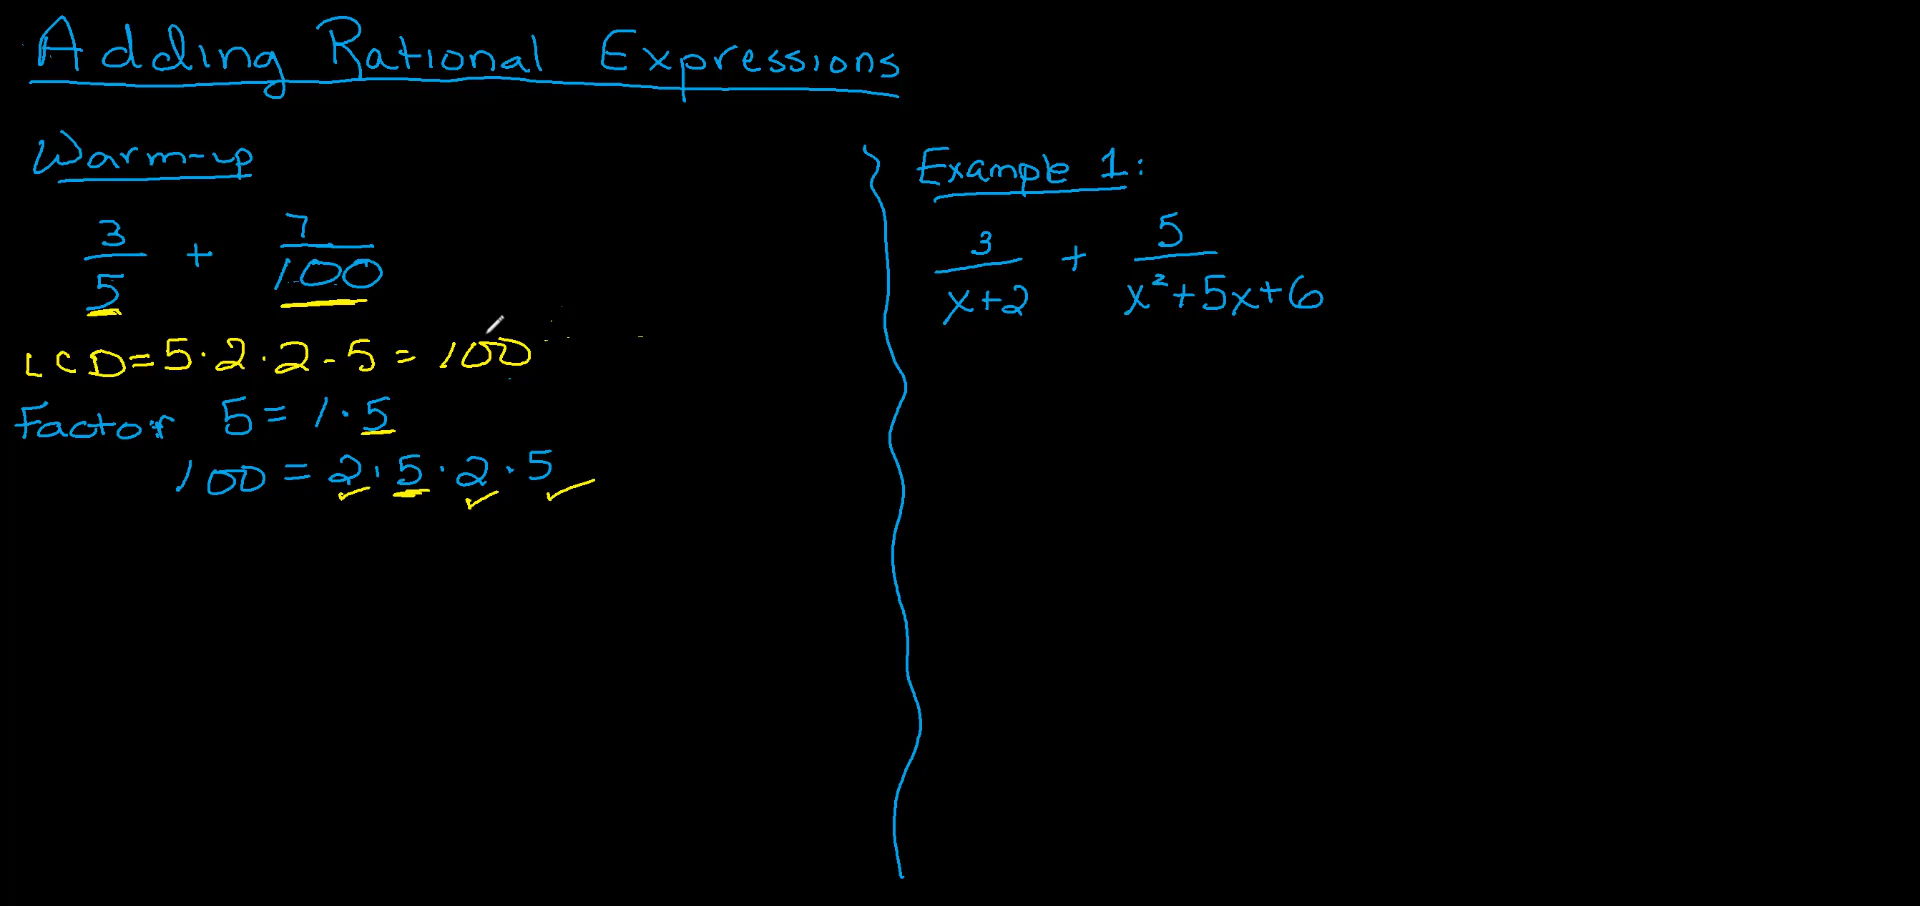 Adding Rational Expressions
Warm-up
3/5 + 7/100
LCD = 5 · 2 · 2 - 5 = 100
Factor 5 = 1 · 5
100 = 2 · 5 · 2 · 5
Example 1:
3/(x+2) + 5/(x²+5x+6)